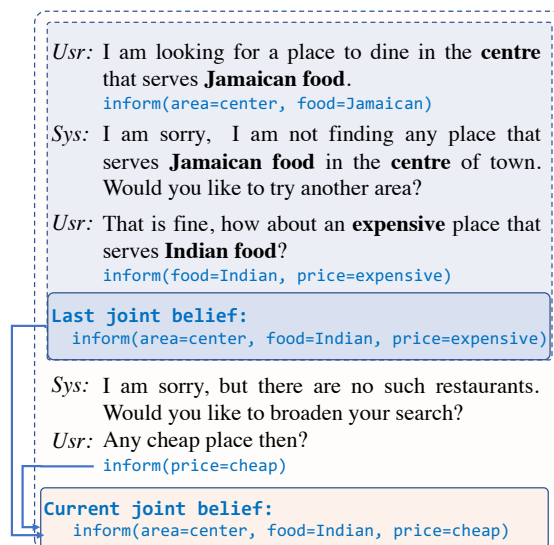 Usr: I am looking for a place to dine in the centre
that serves Jamaican food.
inform(area=center, food=Jamaican)
Sys: I am sorry, I am not finding any place that
serves Jamaican food in the centre of town.
Would you like to try another area?
Usr: That is fine, how about an expensive place that
serves Indian food?
inform(food=Indian, price=expensive)
Last joint belief:
inform(area=center, food=Indian, price=expensive)
Sys: I am sorry, but there are no such restaurants.
Would you like to broaden your search?
Usr: Any cheap place then?
inform(price=cheap)
Current joint belief:
inform(area=center, food=Indian, price=cheap)